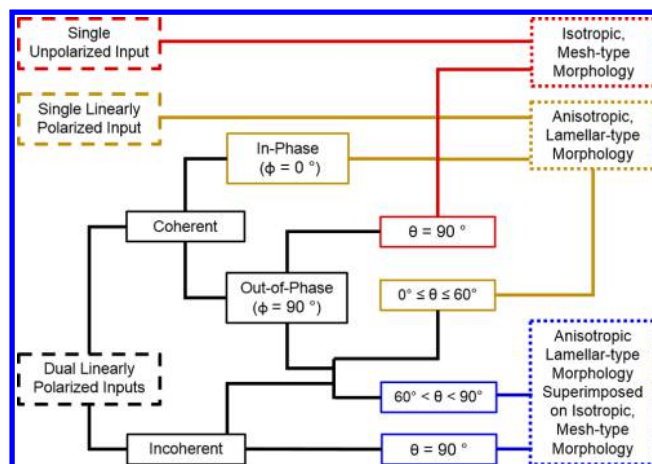 Single
Unpolarized Input
Isotropic,
Mesh-type
Morphology
Single Linearly
Polarized Input
Anisotropic,
Lamellar-type
Morphology
In-Phase
(ϕ = 0 °)
Coherent
θ = 90 °
Out-of-Phase
(ϕ = 90 °)
0° ≤ θ ≤ 60°
Dual Linearly
Polarized Inputs
60° < θ < 90°
Anisotropic
Lamellar-type
Morphology
Superimposed
on Isotropic,
Mesh-type
Morphology
Incoherent
θ = 90 °